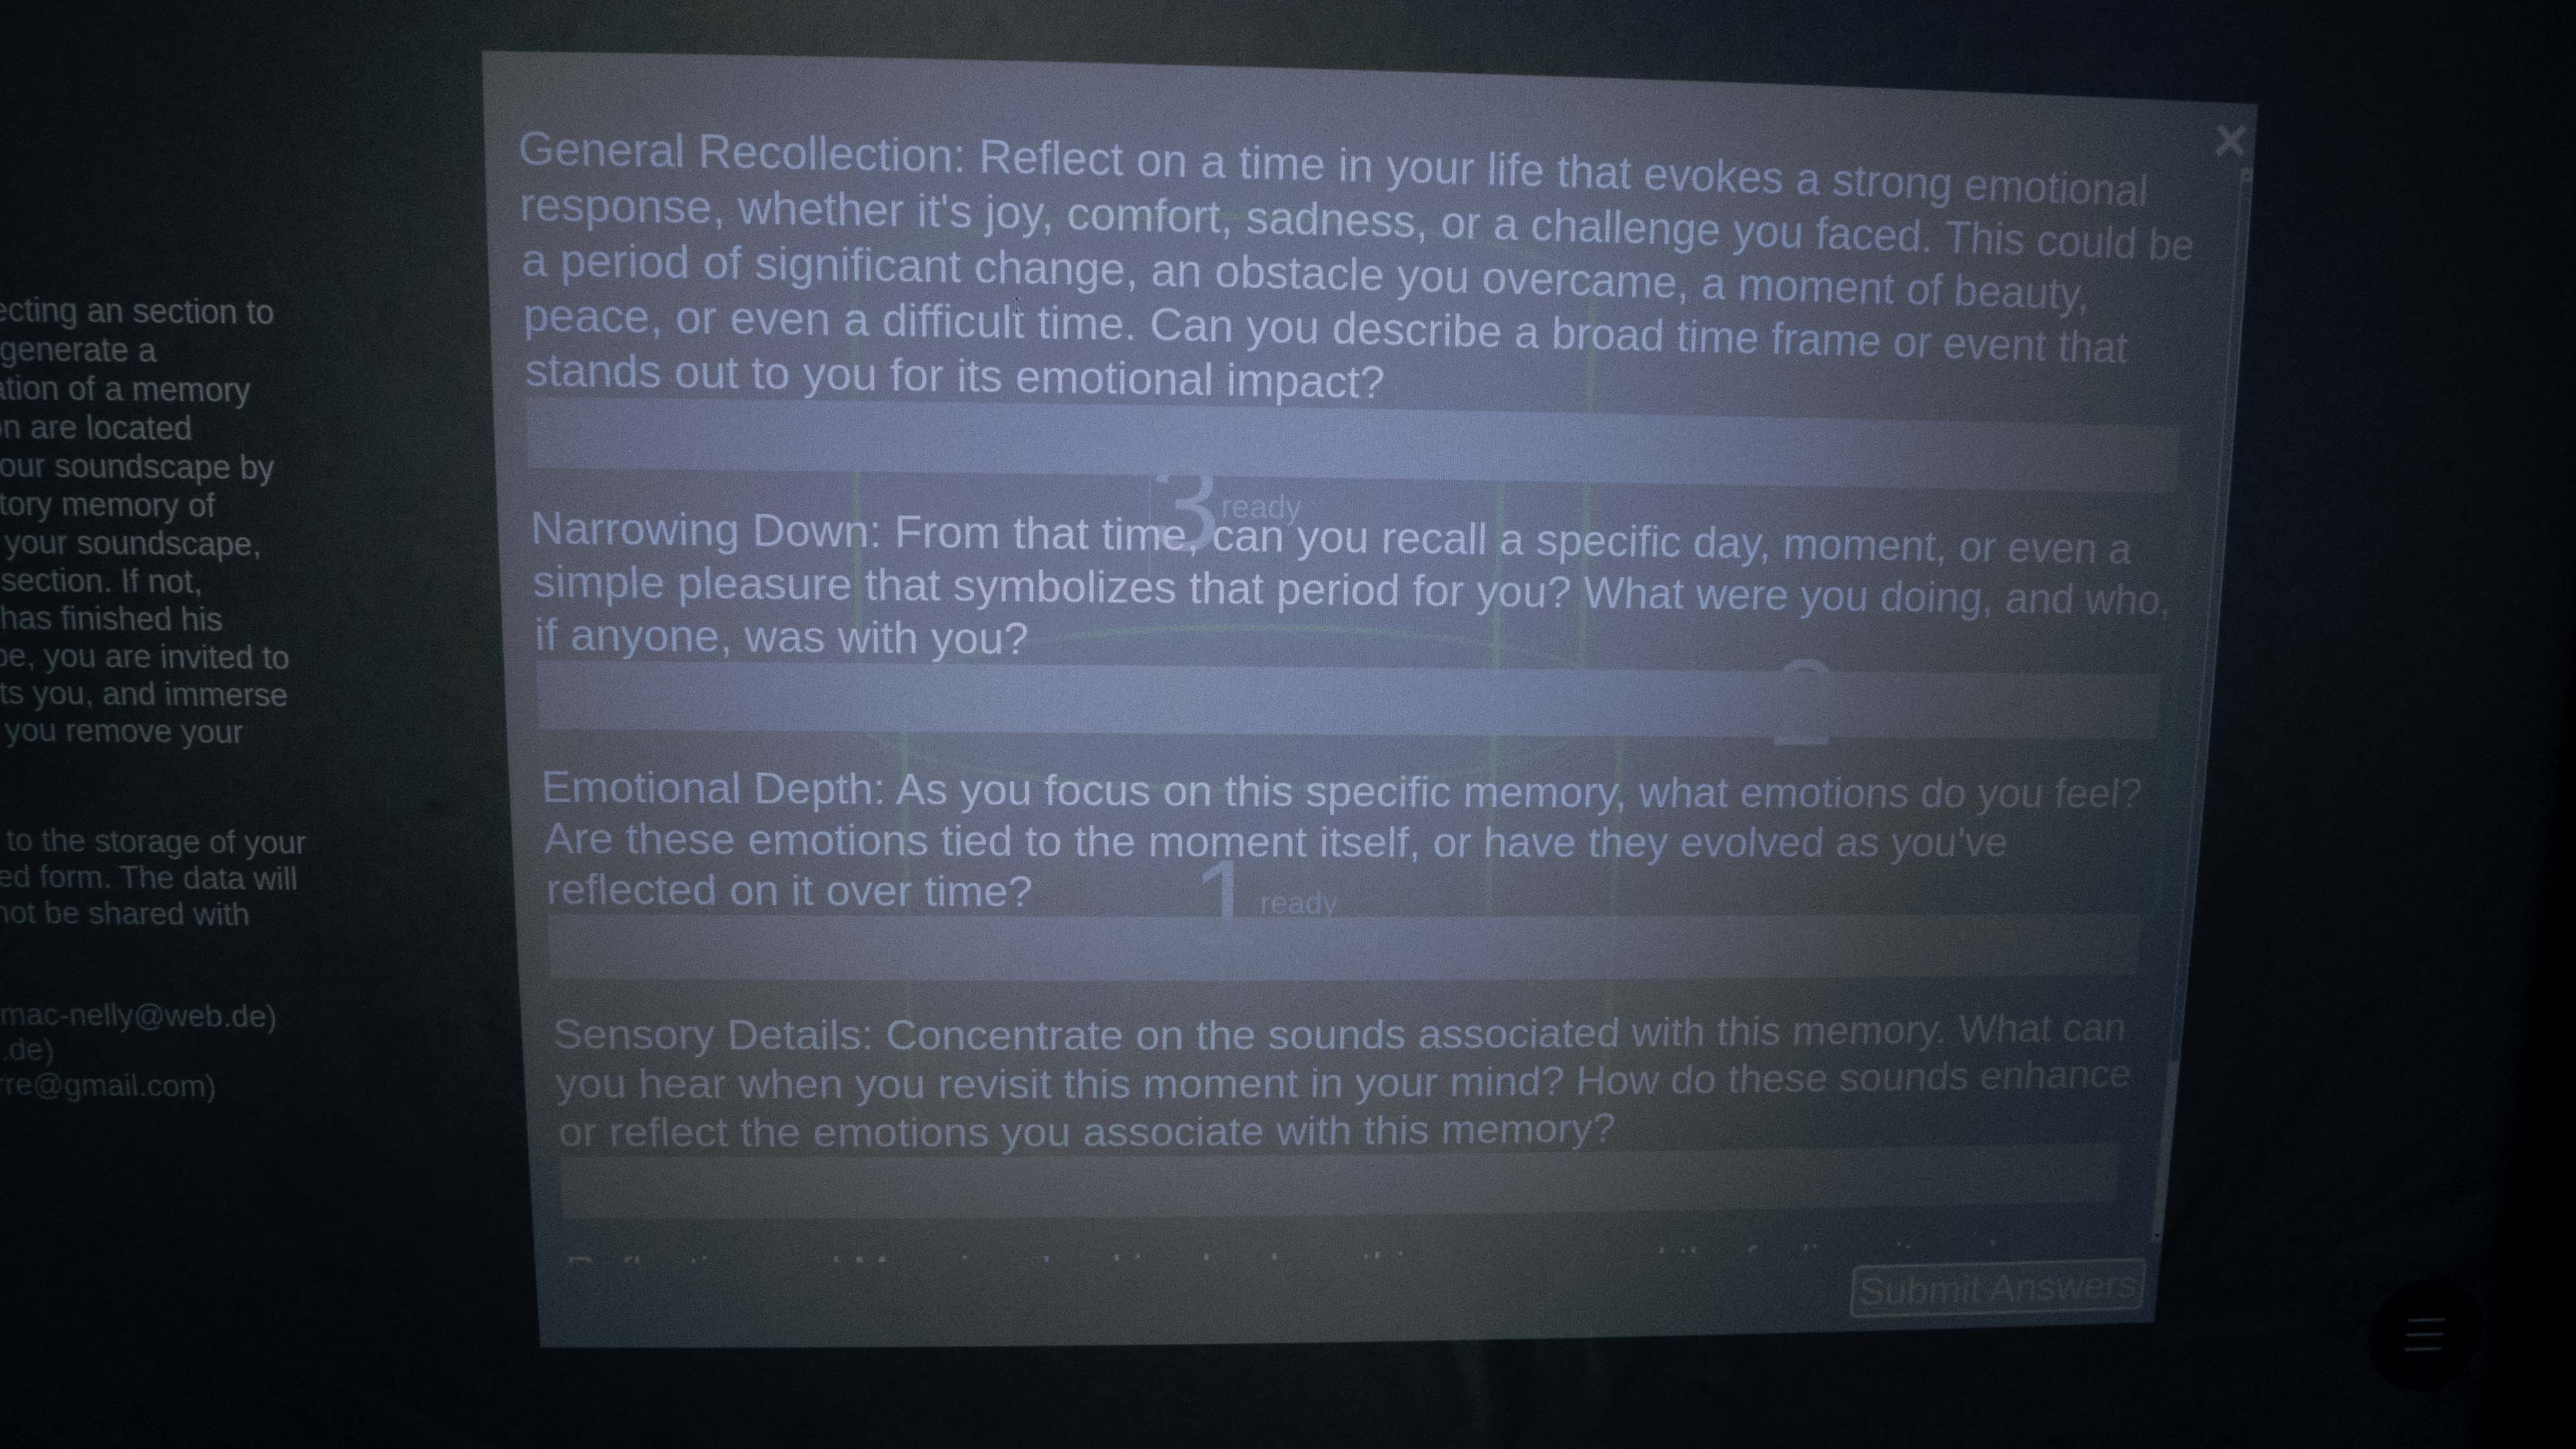 ecting an section to
generate a
ation of a memory
n are located
our soundscape by
tory memory of
your soundscape,
section. If not,
has finished his
pe, you are invited to
ts you, and immerse
you remove your
to the storage of your
ed form. The data will
not be shared with
mac-nelly@web.de)
.de)
rre@gmail.com)
×
General Recollection: Reflect on a time in your life that evokes a strong emotional
response, whether it's joy, comfort, sadness, or a challenge you faced. This could be
a period of significant change, an obstacle you overcame, a moment of beauty,
peace, or even a difficult time. Can you describe a broad time frame or event that
stands out to you for its emotional impact?
3 ready
Narrowing Down: From that time, can you recall a specific day, moment, or even a
simple pleasure that symbolizes that period for you? What were you doing, and who,
if anyone, was with you?
2
Emotional Depth: As you focus on this specific memory, what emotions do you feel?
Are these emotions tied to the moment itself, or have they evolved as you've
reflected on it over time?
1 ready
Sensory Details: Concentrate on the sounds associated with this memory. What can
you hear when you revisit this moment in your mind? How do these sounds enhance
or reflect the emotions you associate with this memory?
Submit Answers